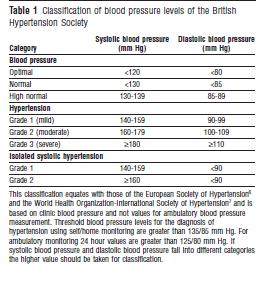 Table 1 Classification of blood pressure levels of the British
Hypertension Society
Systolic blood pressure Diastolic blood pressure
Category (mm Hg) (mm Hg)
Blood pressure
Optimal <120 <80
Normal <130 <85
High normal 130-139 85-89
Hypertension
Grade 1 (mild) 140-159 90-99
Grade 2 (moderate) 160-179 100-109
Grade 3 (severe) ≥180 ≥110
Isolated systolic hypertension
Grade 1 140-159 <90
Grade 2 ≥160 <90
This classification equates with those of the European Society of Hypertension⁶
and the World Health Organization-International Society of Hypertension⁷ and is
based on clinic blood pressure and not values for ambulatory blood pressure
measurement. Threshold blood pressure levels for the diagnosis of
hypertension using self/home monitoring are greater than 135/85 mm Hg. For
ambulatory monitoring 24 hour values are greater than 125/80 mm Hg. If
systolic blood pressure and diastolic blood pressure fall into different categories
the higher value should be taken for classification.